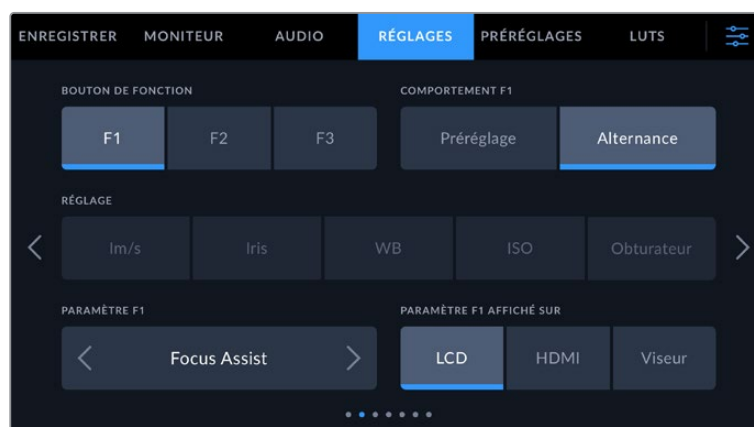 ENREGISTRER MONITEUR AUDIO RÉGLAGES PRÉRÉGLAGES LUTS
BOUTON DE FONCTION COMPORTEMENT F1
F1 F2 F3 Préréglage Alternance
RÉGLAGE
Im/s Iris WB ISO Obturateur
PARAMÈTRE F1 PARAMÈTRE F1 AFFICHÉ SUR
Focus Assist LCD HDMI Viseur